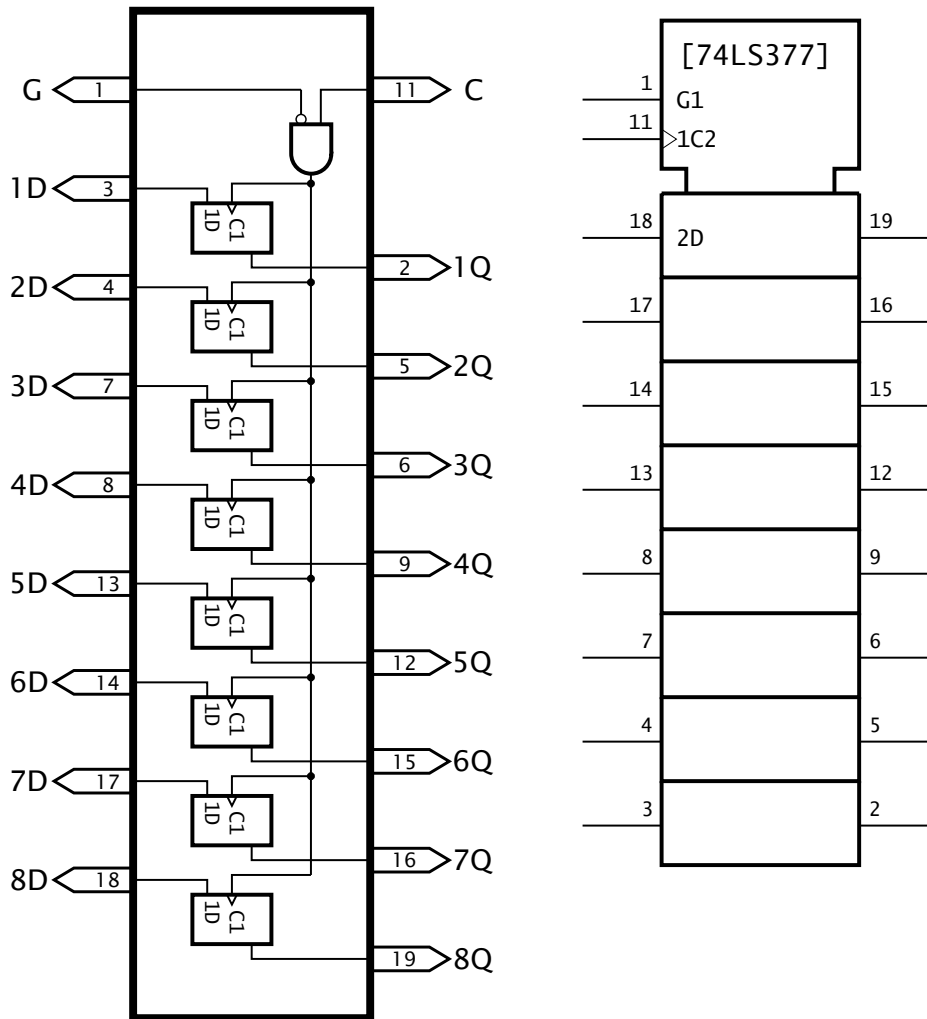 G 1
11 C
1D 3
1D C1
2 1Q
2D 4
1D C1
5 2Q
3D 7
1D C1
6 3Q
4D 8
1D C1
9 4Q
5D 13
1D C1
12 5Q
6D 14
1D C1
15 6Q
7D 17
1D C1
16 7Q
8D 18
1D C1
19 8Q
[74LS377]
1 G1
11 1C2
18 2D 19
17 16
14 15
13 12
8 9
7 6
4 5
3 2